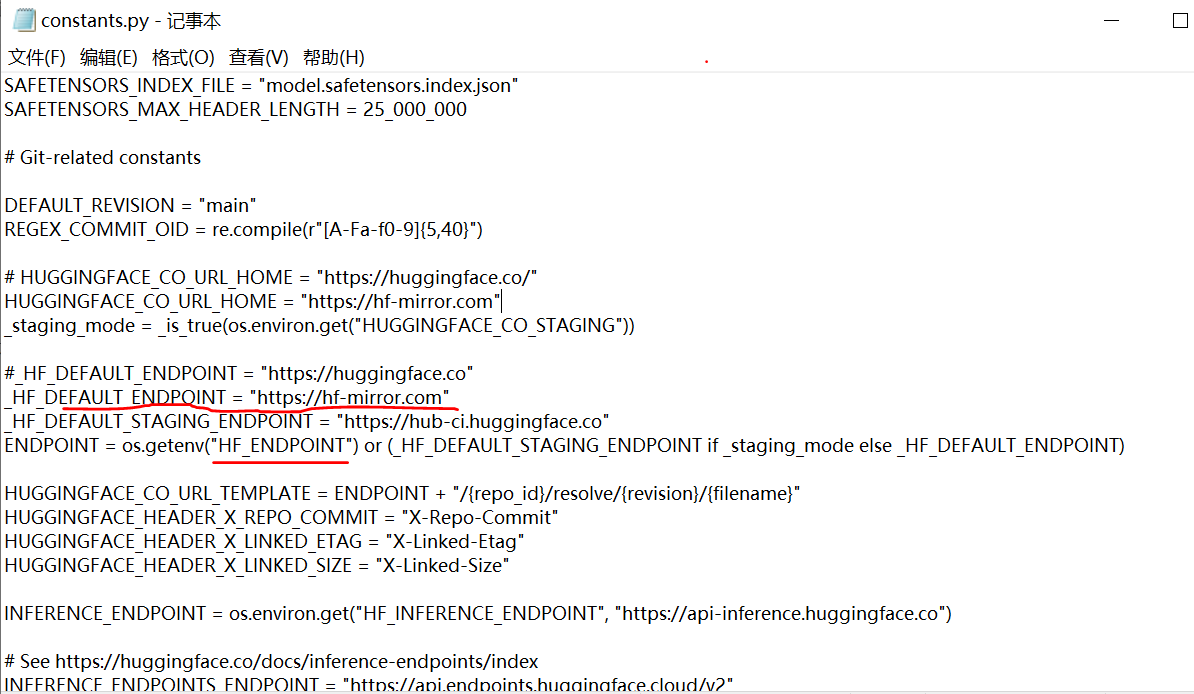 constants.py - 记事本
文件(F) 编辑(E) 格式(O) 查看(V) 帮助(H)
SAFETENSORS_INDEX_FILE = "model.safetensors.index.json"
SAFETENSORS_MAX_HEADER_LENGTH = 25_000_000
# Git-related constants
DEFAULT_REVISION = "main"
REGEX_COMMIT_OID = re.compile(r"[A-Fa-f0-9]{5,40}")
# HUGGINGFACE_CO_URL_HOME = "https://huggingface.co/"
HUGGINGFACE_CO_URL_HOME = "https://hf-mirror.com"
_staging_mode = _is_true(os.environ.get("HUGGINGFACE_CO_STAGING"))
#_HF_DEFAULT_ENDPOINT = "https://huggingface.co"
_HF_DEFAULT_ENDPOINT = "https://hf-mirror.com"
_HF_DEFAULT_STAGING_ENDPOINT = "https://hub-ci.huggingface.co"
ENDPOINT = os.getenv("HF_ENDPOINT") or (_HF_DEFAULT_STAGING_ENDPOINT if _staging_mode else _HF_DEFAULT_ENDPOINT)
HUGGINGFACE_CO_URL_TEMPLATE = ENDPOINT + "/{repo_id}/resolve/{revision}/{filename}"
HUGGINGFACE_HEADER_X_REPO_COMMIT = "X-Repo-Commit"
HUGGINGFACE_HEADER_X_LINKED_ETAG = "X-Linked-Etag"
HUGGINGFACE_HEADER_X_LINKED_SIZE = "X-Linked-Size"
INFERENCE_ENDPOINT = os.environ.get("HF_INFERENCE_ENDPOINT", "https://api-inference.huggingface.co")
# See https://huggingface.co/docs/inference-endpoints/index
INFERENCE_ENDPOINTS_ENDPOINT = "https://api.endpoints.huggingface.cloud/v2"